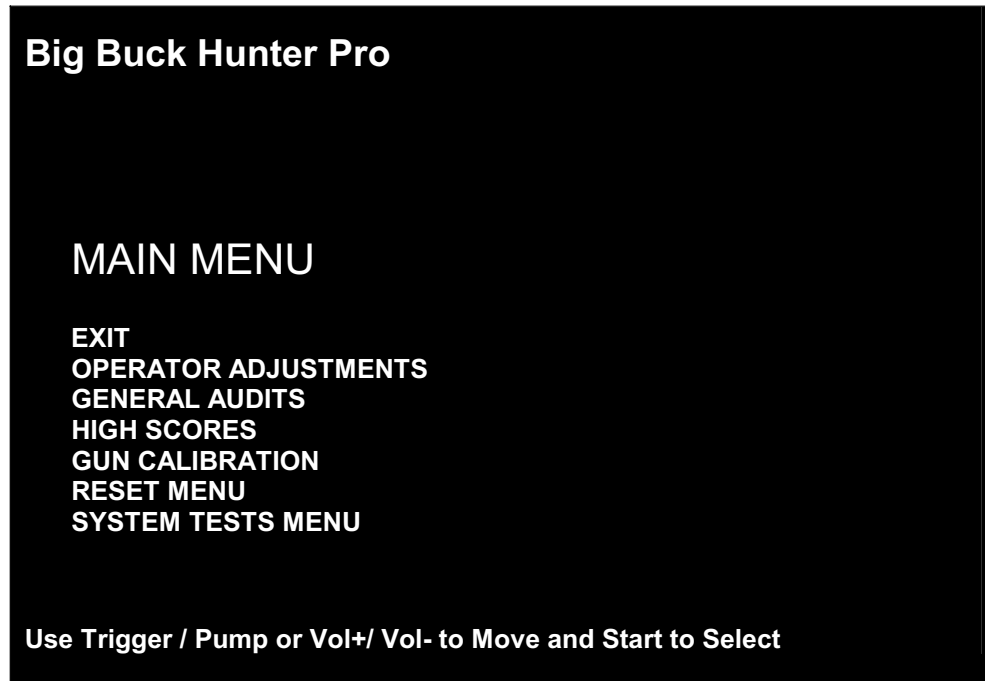 Big Buck Hunter Pro
MAIN MENU
EXIT
OPERATOR ADJUSTMENTS
GENERAL AUDITS
HIGH SCORES
GUN CALIBRATION
RESET MENU
SYSTEM TESTS MENU
Use Trigger / Pump or Vol+/ Vol- to Move and Start to Select